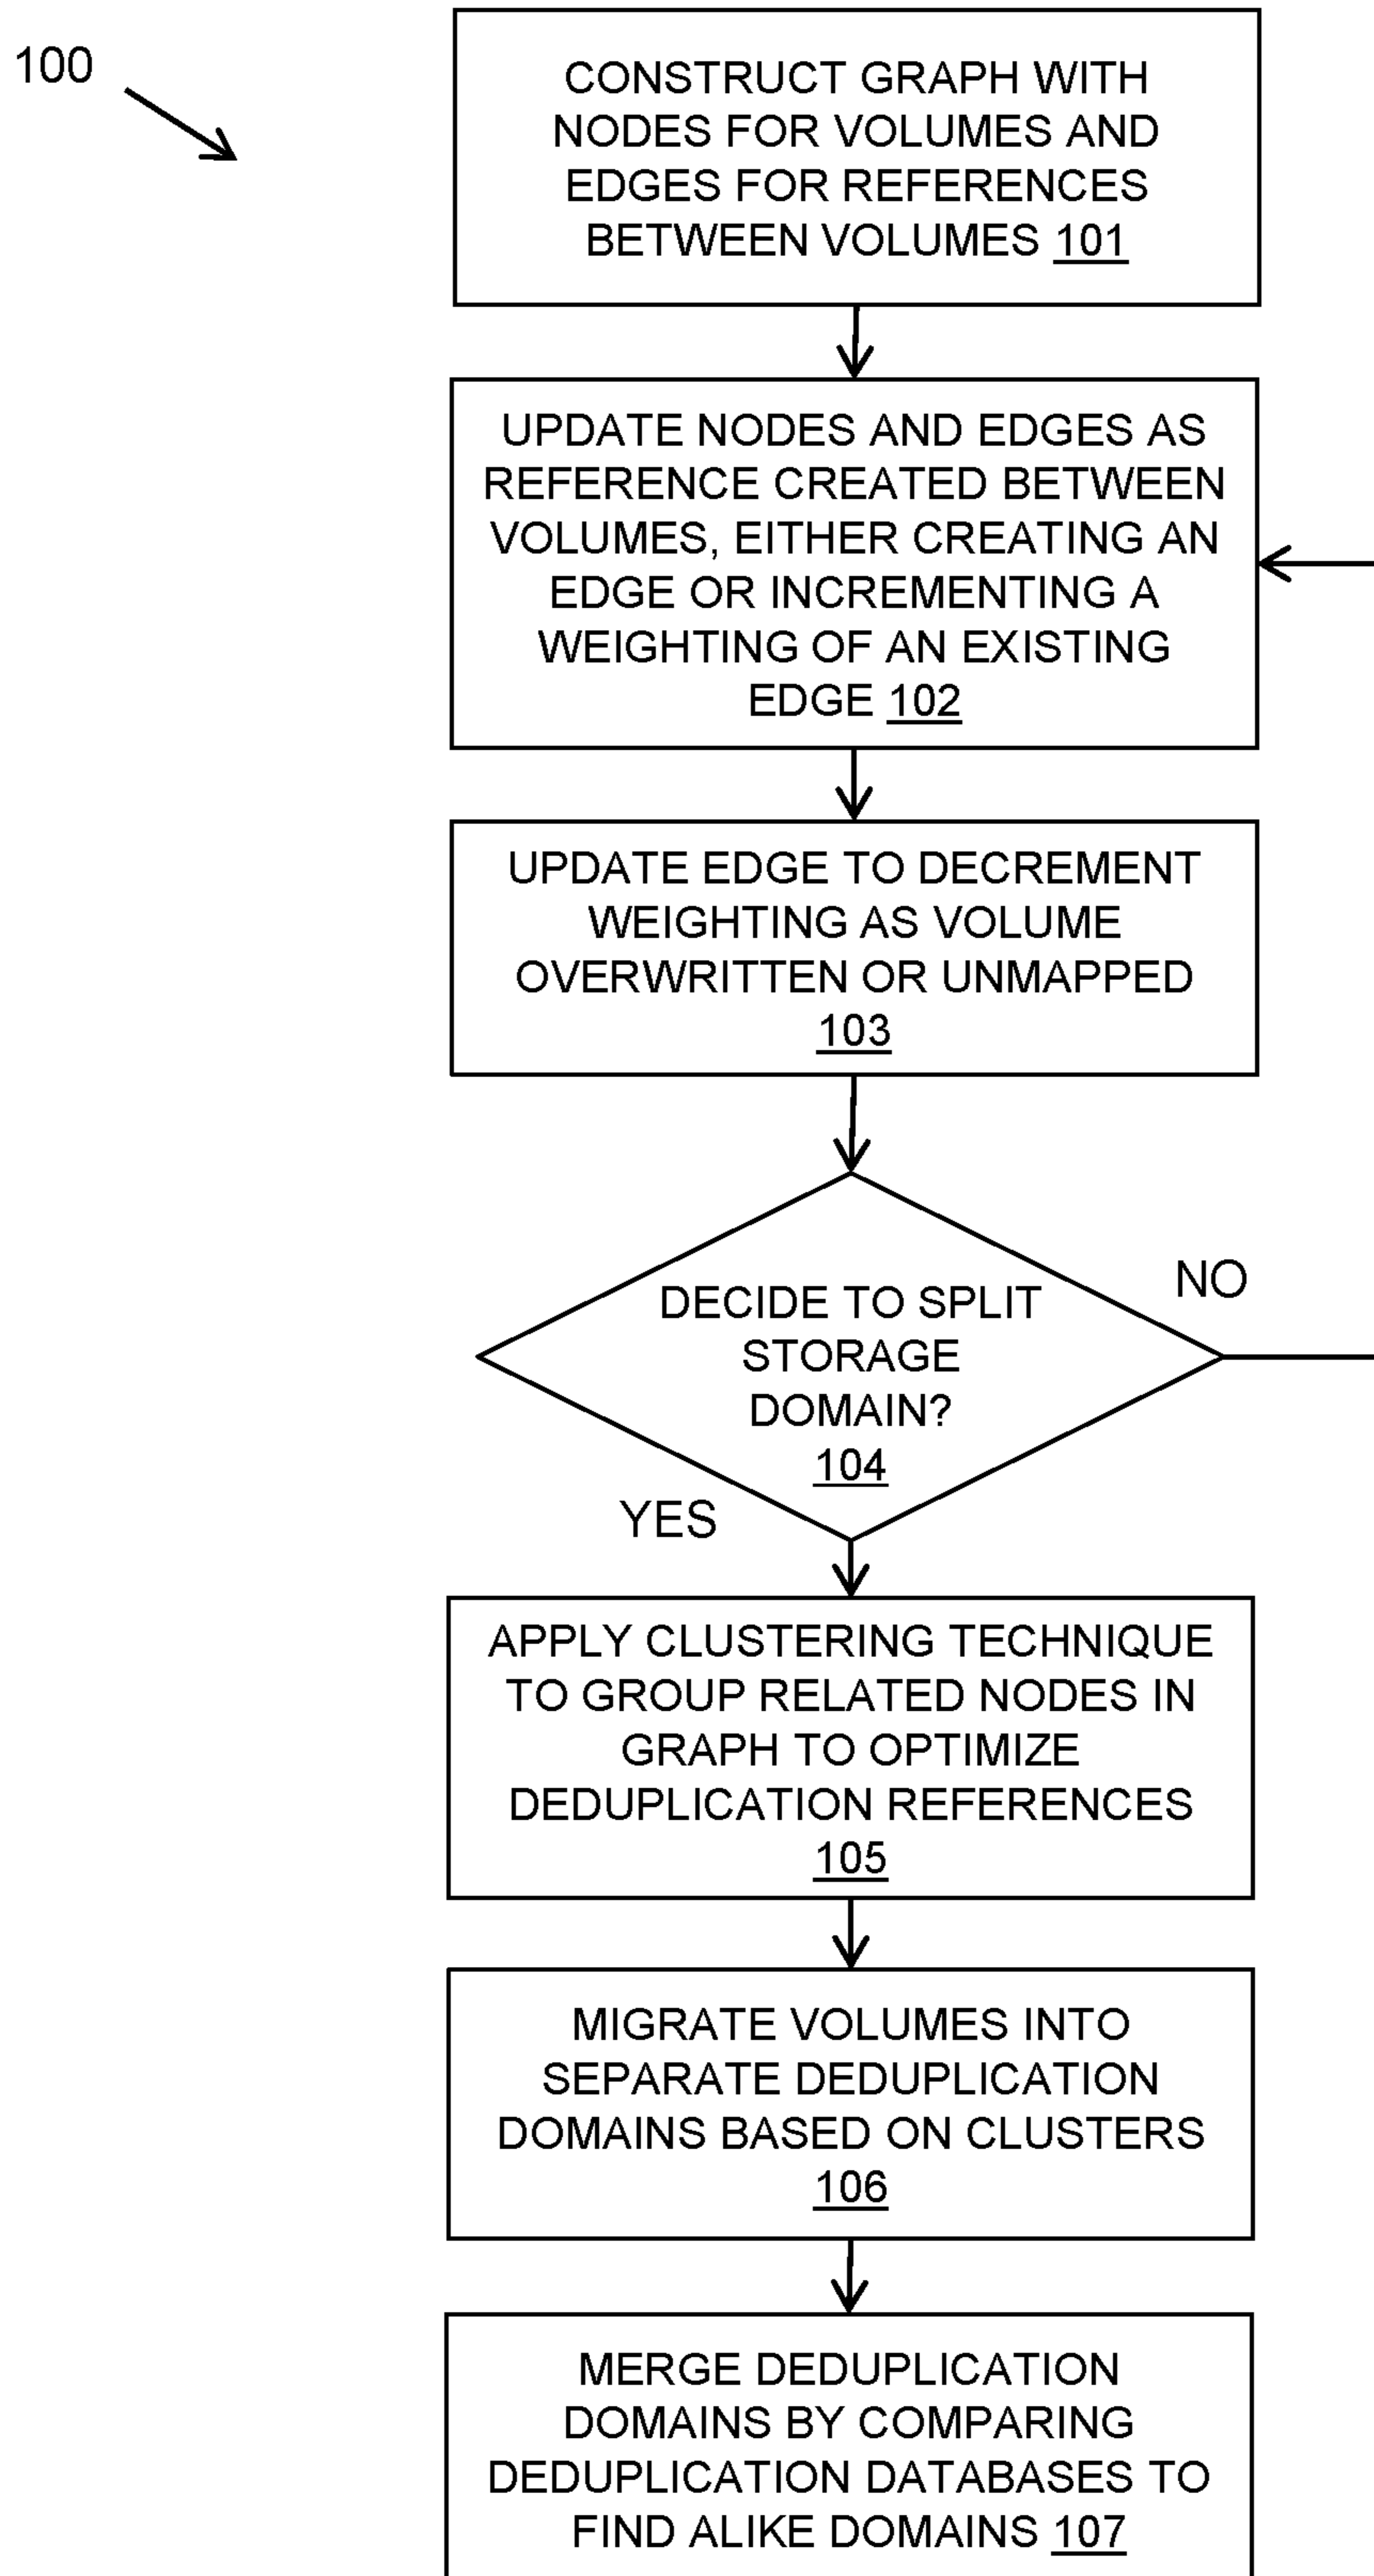 100
CONSTRUCT GRAPH WITH
NODES FOR VOLUMES AND
EDGES FOR REFERENCES
BETWEEN VOLUMES 101
UPDATE NODES AND EDGES AS
REFERENCE CREATED BETWEEN
VOLUMES, EITHER CREATING AN
EDGE OR INCREMENTING A
WEIGHTING OF AN EXISTING
EDGE 102
UPDATE EDGE TO DECREMENT
WEIGHTING AS VOLUME
OVERWRITTEN OR UNMAPPED
103
DECIDE TO SPLIT
STORAGE
DOMAIN?
104
NO
YES
APPLY CLUSTERING TECHNIQUE
TO GROUP RELATED NODES IN
GRAPH TO OPTIMIZE
DEDUPLICATION REFERENCES
105
MIGRATE VOLUMES INTO
SEPARATE DEDUPLICATION
DOMAINS BASED ON CLUSTERS
106
MERGE DEDUPLICATION
DOMAINS BY COMPARING
DEDUPLICATION DATABASES TO
FIND ALIKE DOMAINS 107